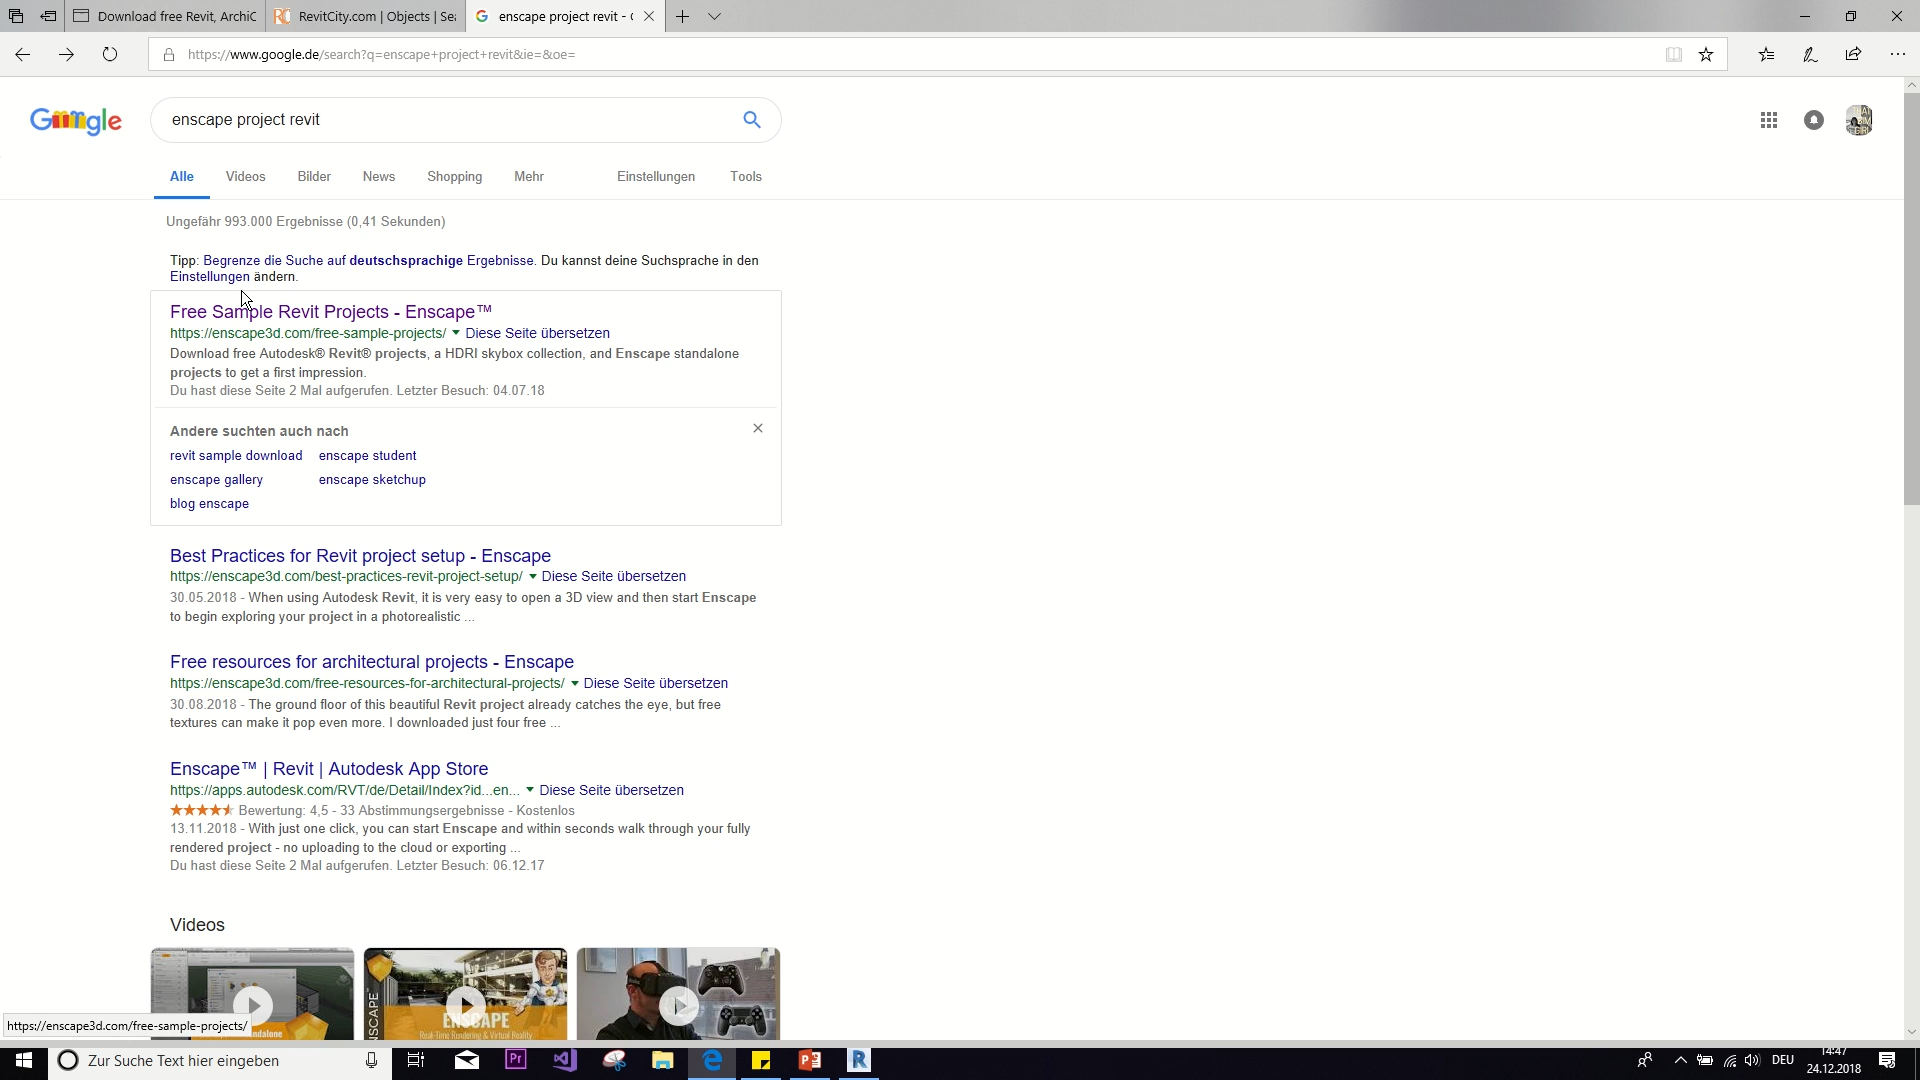 Download free Revit, ArchiC
RevitCity.com | Objects | Sea
enscape project revit - G
https://www.google.de/search?q=enscape+project+revit&ie=&oe=
Google
enscape project revit
Alle
Videos
Bilder
News
Shopping
Mehr
Einstellungen
Tools
Ungefähr 993.000 Ergebnisse (0,41 Sekunden)
Tipp: Begrenze die Suche auf deutschsprachige Ergebnisse. Du kannst deine Suchsprache in den
Einstellungen ändern.
Free Sample Revit Projects - Enscape™
https://enscape3d.com/free-sample-projects/ Diese Seite übersetzen
Download free Autodesk® Revit® projects, a HDRI skybox collection, and Enscape standalone
projects to get a first impression.
Du hast diese Seite 2 Mal aufgerufen. Letzter Besuch: 04.07.18
Andere suchten auch nach
revit sample download
enscape student
enscape gallery
enscape sketchup
blog enscape
Best Practices for Revit project setup - Enscape
https://enscape3d.com/best-practices-revit-project-setup/ Diese Seite übersetzen
30.05.2018 - When using Autodesk Revit, it is very easy to open a 3D view and then start Enscape
to begin exploring your project in a photorealistic ...
Free resources for architectural projects - Enscape
https://enscape3d.com/free-resources-for-architectural-projects/ Diese Seite übersetzen
30.08.2018 - The ground floor of this beautiful Revit project already catches the eye, but free
textures can make it pop even more. I downloaded just four free ...
Enscape™ | Revit | Autodesk App Store
https://apps.autodesk.com/RVT/de/Detail/Index?id...en... Diese Seite übersetzen
Bewertung: 4,5 - 33 Abstimmungsergebnisse - Kostenlos
13.11.2018 - With just one click, you can start Enscape and within seconds walk through your fully
rendered project - no uploading to the cloud or exporting ...
Du hast diese Seite 2 Mal aufgerufen. Letzter Besuch: 06.12.17
Videos
ENSCAPE
Real-Time Rendering & Virtual Reality
https://enscape3d.com/free-sample-projects/
Zur Suche Text hier eingeben
DEU
14:47
24.12.2018